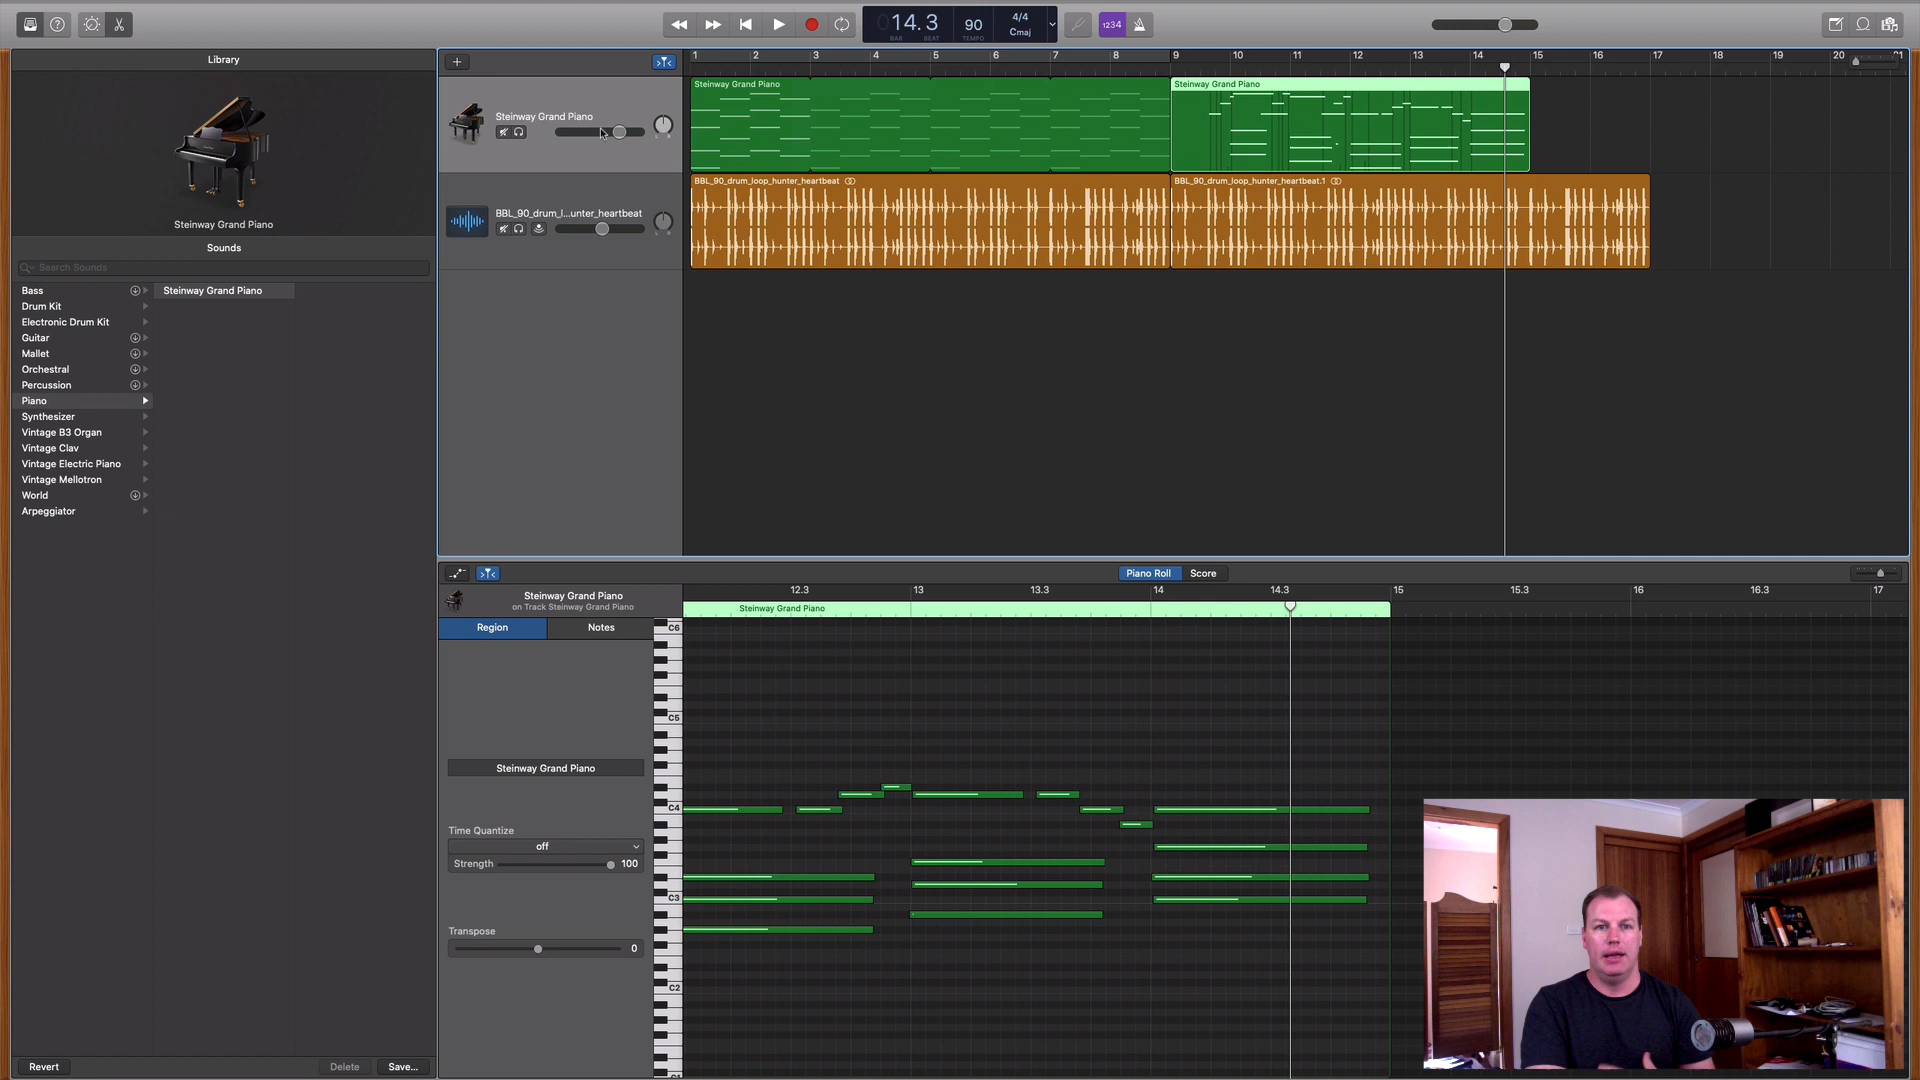 14.3
BAR
BEAT
90
TEMPO
4/4
Cmaj
1234
Library
Steinway Grand Piano
Sounds
Search Sounds
Bass
Drum Kit
Electronic Drum Kit
Guitar
Mallet
Orchestral
Percussion
Piano
Synthesizer
Vintage B3 Organ
Vintage Clav
Vintage Electric Piano
Vintage Mellotron
World
Arpeggiator
Steinway Grand Piano
Revert
Delete
Save...
1 2 3 4 5 6 7 8 9 10 11 12 13 14 15 16 17 18 19 20 21
Steinway Grand Piano
Steinway Grand Piano
Steinway Grand Piano
BBL_90_drum_l...unter_heartbeat
BBL_90_drum_loop_hunter_heartbeat
BBL_90_drum_loop_hunter_heartbeat.1
Piano Roll
Score
Steinway Grand Piano
on Track Steinway Grand Piano
12.3 13 13.3 14 14.3 15 15.3 16 16.3 17
Steinway Grand Piano
Region
Notes
C6
C5
C4
C3
C2
Steinway Grand Piano
Time Quantize
off
Strength
100
Transpose
0